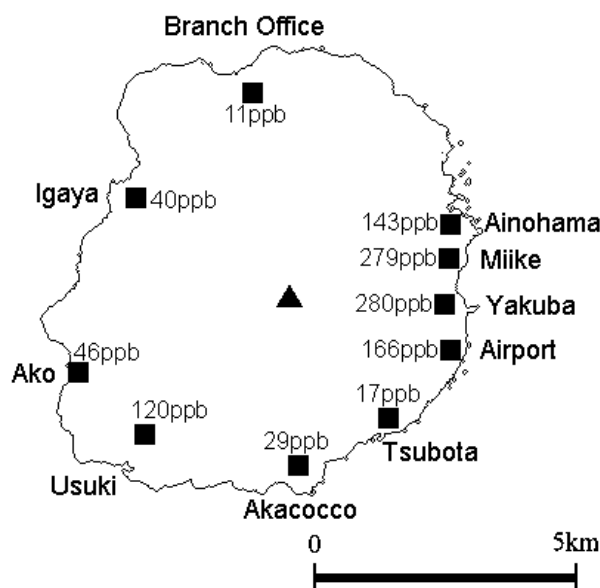 Branch Office
11ppb
Igaya
40ppb
143ppb
Ainohama
279ppb
Miike
280ppb
Yakuba
46ppb
Ako
166ppb
Airport
120ppb
17ppb
Tsubota
29ppb
Usuki
Akacocco
0
5km